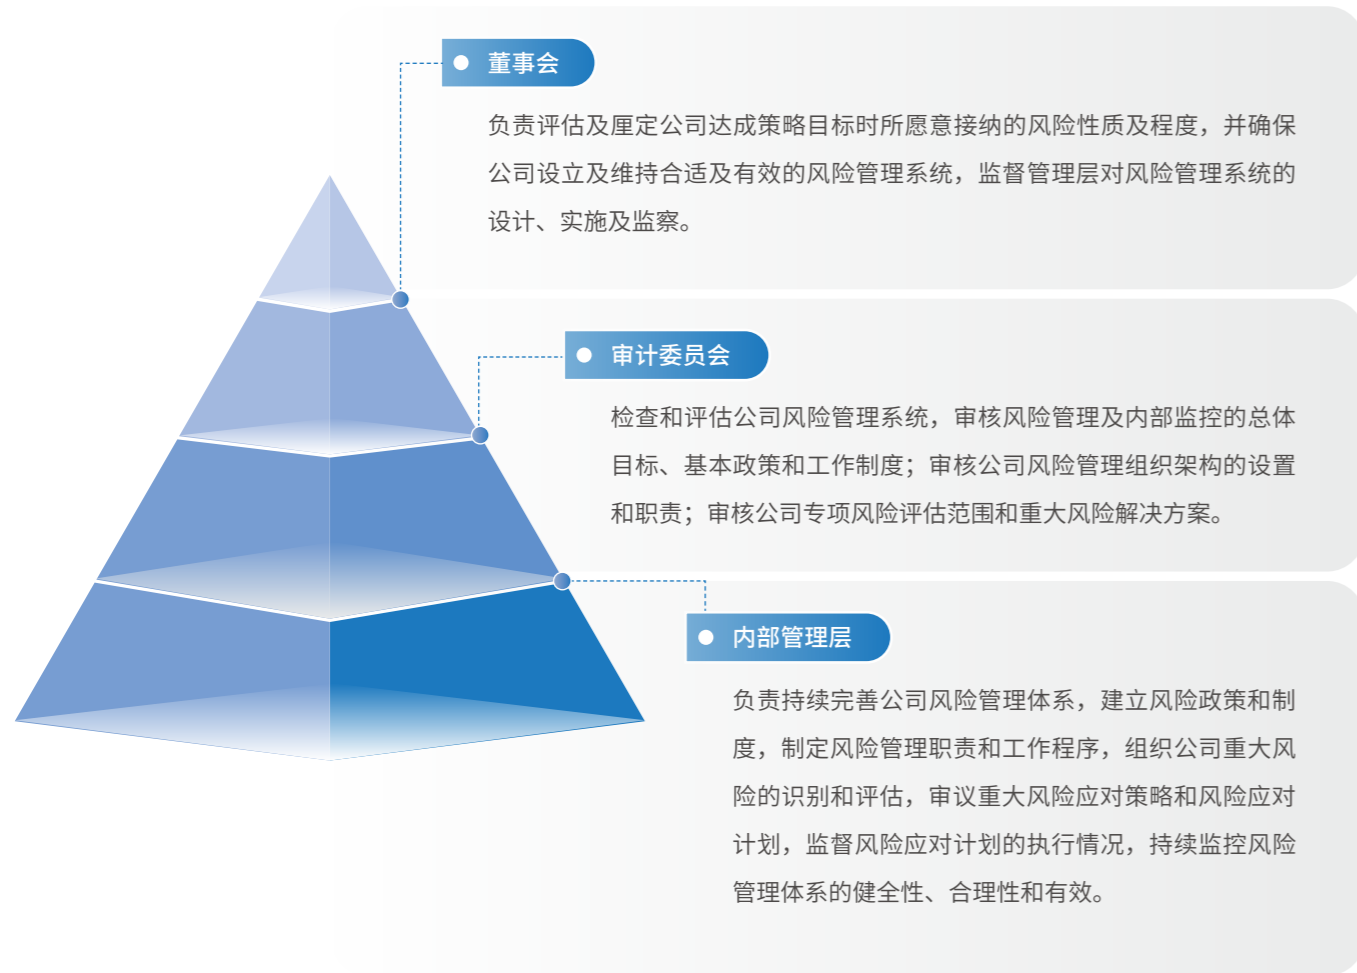 董事会
负责评估及厘定公司达成策略目标时所愿意接纳的风险性质及程度，并确保
公司设立及维持合适及有效的风险管理系统，监督管理层对风险管理系统的
设计、实施及监察。
审计委员会
检查和评估公司风险管理系统，审核风险管理及内部监控的总体
目标、基本政策和工作制度；审核公司风险管理组织架构的设置
和职责；审核公司专项风险评估范围和重大风险解决方案。
内部管理层
负责持续完善公司风险管理体系，建立风险政策和制
度，制定风险管理职责和工作程序，组织公司重大风
险的识别和评估，审议重大风险应对策略和风险应对
计划，监督风险应对计划的执行情况，持续监控风险
管理体系的健全性、合理性和有效。